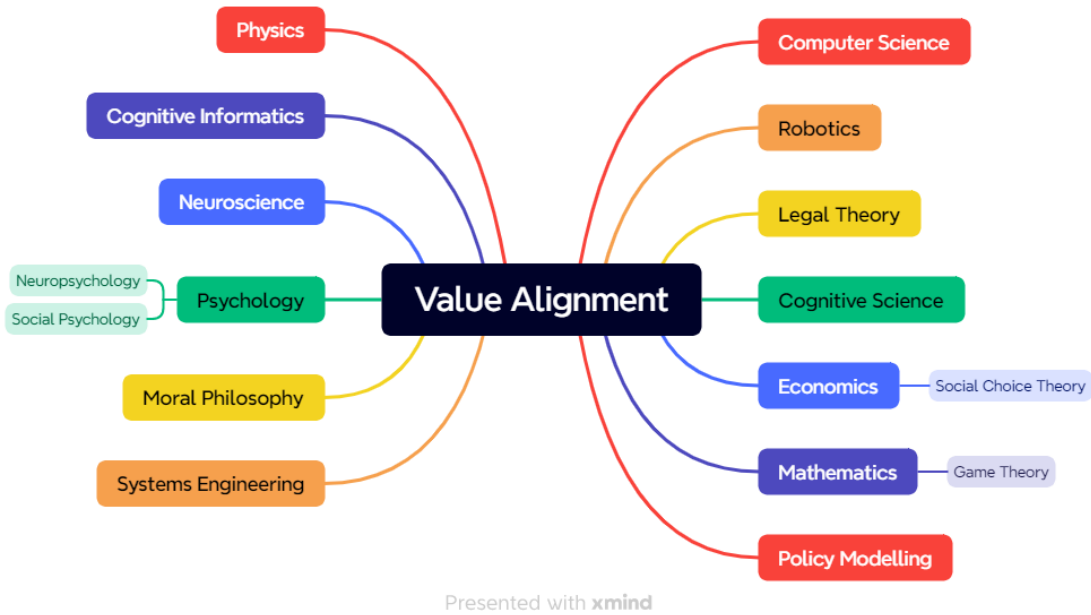 Physics
Cognitive Informatics
Neuroscience
Psychology
Neuropsychology
Social Psychology
Moral Philosophy
Systems Engineering
Value Alignment
Computer Science
Robotics
Legal Theory
Cognitive Science
Economics
Social Choice Theory
Mathematics
Game Theory
Policy Modelling
Presented with xmind